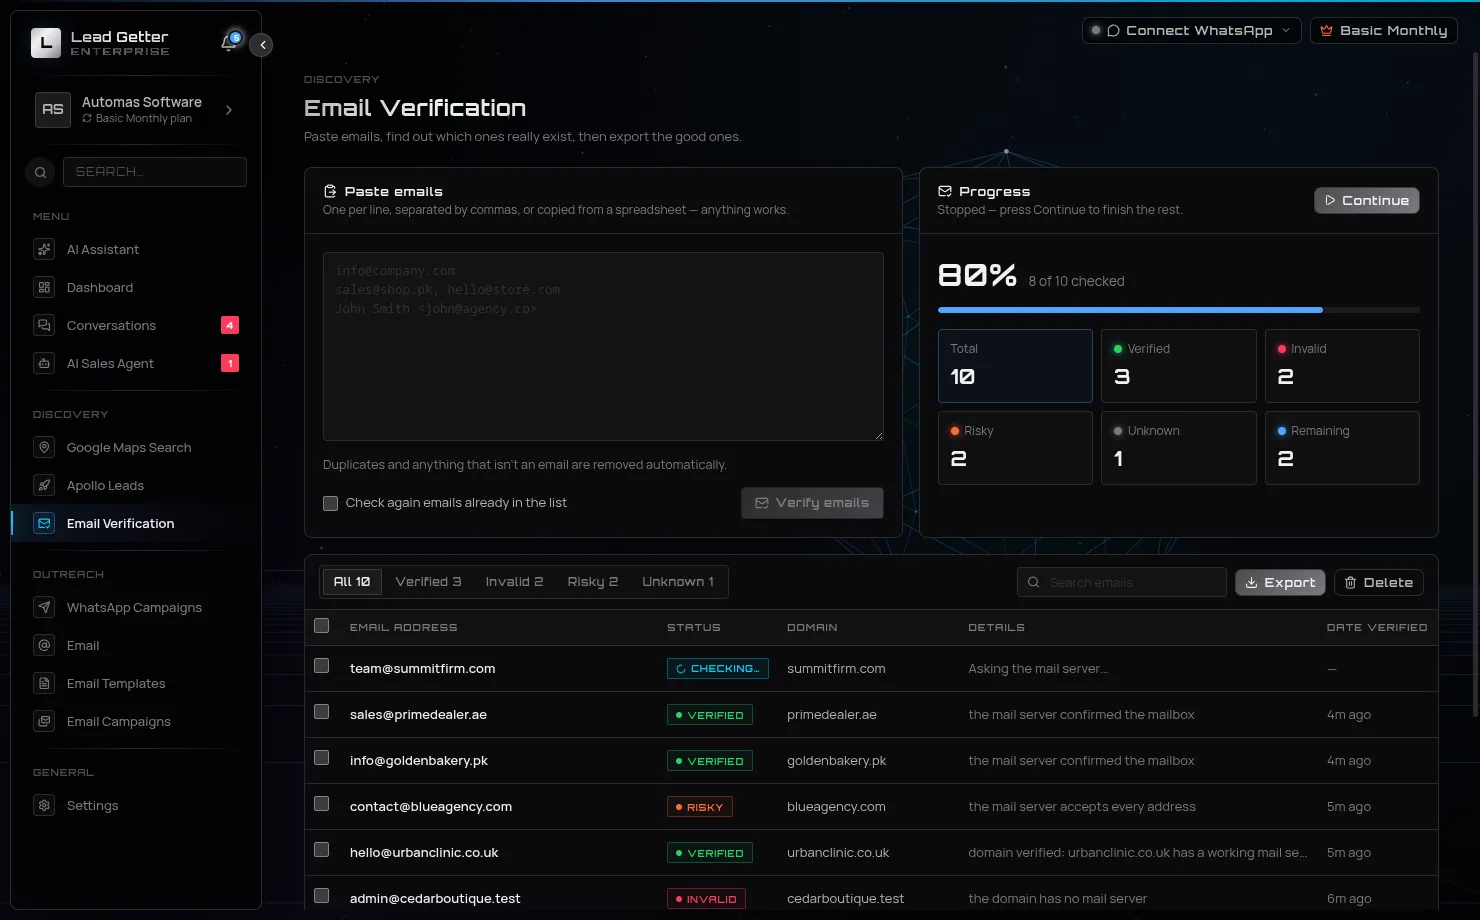 L
Lead Getter
ENTERPRISE
5
Connect WhatsApp
Basic Monthly
AS
Automas Software
Basic Monthly plan
SEARCH...
MENU
AI Assistant
Dashboard
Conversations
4
AI Sales Agent
1
DISCOVERY
Google Maps Search
Apollo Leads
Email Verification
OUTREACH
WhatsApp Campaigns
Email
Email Templates
Email Campaigns
GENERAL
Settings
DISCOVERY
Email Verification
Paste emails, find out which ones really exist, then export the good ones.
Paste emails
One per line, separated by commas, or copied from a spreadsheet — anything works.
info@company.com
sales@shop.pk, hello@store.com
John Smith <john@agency.co>
Duplicates and anything that isn't an email are removed automatically.
Check again emails already in the list
Verify emails
Progress
Stopped — press Continue to finish the rest.
Continue
80% 8 of 10 checked
Total
10
Verified
3
Invalid
2
Risky
2
Unknown
1
Remaining
2
All 10 Verified 3 Invalid 2 Risky 2 Unknown 1
Search emails
Export
Delete
EMAIL ADDRESS STATUS DOMAIN DETAILS DATE VERIFIED
team@summitfirm.com CHECKING... summitfirm.com Asking the mail server... —
sales@primedealer.ae VERIFIED primedealer.ae the mail server confirmed the mailbox 4m ago
info@goldenbakery.pk VERIFIED goldenbakery.pk the mail server confirmed the mailbox 4m ago
contact@blueagency.com RISKY blueagency.com the mail server accepts every address 5m ago
hello@urbanclinic.co.uk VERIFIED urbanclinic.co.uk domain verified: urbanclinic.co.uk has a working mail se... 5m ago
admin@cedarboutique.test INVALID cedarboutique.test the domain has no mail server 6m ago